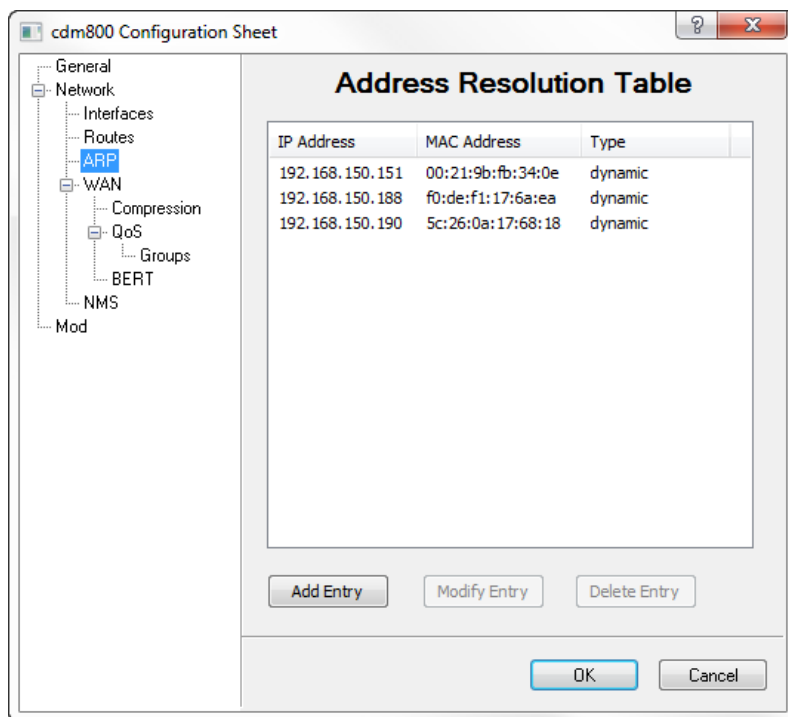 cdm800 Configuration Sheet
?
General
Network
Interfaces
Routes
ARP
WAN
Compression
QoS
Groups
BERT
NMS
Mod
Address Resolution Table
IP Address MAC Address Type
192.168.150.151 00:21:9b:fb:34:0e dynamic
192.168.150.188 f0:de:f1:17:6a:ea dynamic
192.168.150.190 5c:26:0a:17:68:18 dynamic
Add Entry Modify Entry Delete Entry
OK Cancel